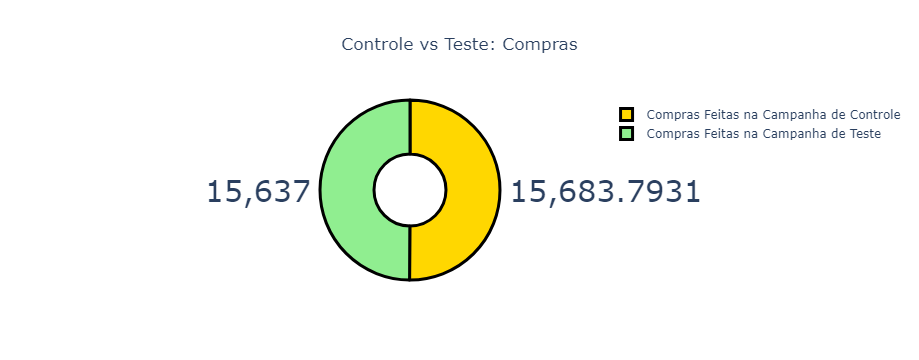 Controle vs Teste: Compras
Compras Feitas na Campanha de Controle
Compras Feitas na Campanha de Teste
15,637
15,683.7931